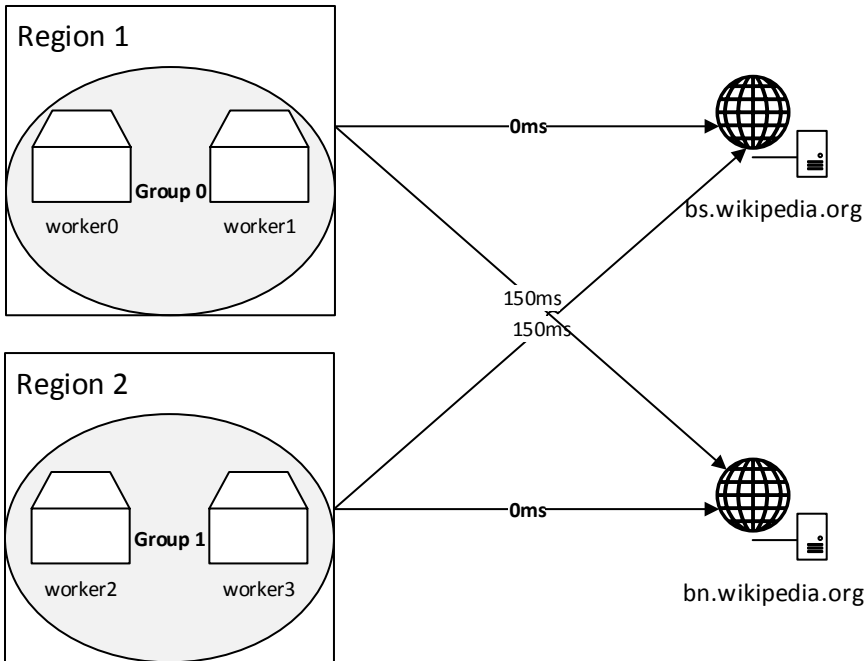 Region 1
Group 0
worker0
worker1
0ms
bs.wikipedia.org
150ms
150ms
Region 2
Group 1
worker2
worker3
0ms
bn.wikipedia.org